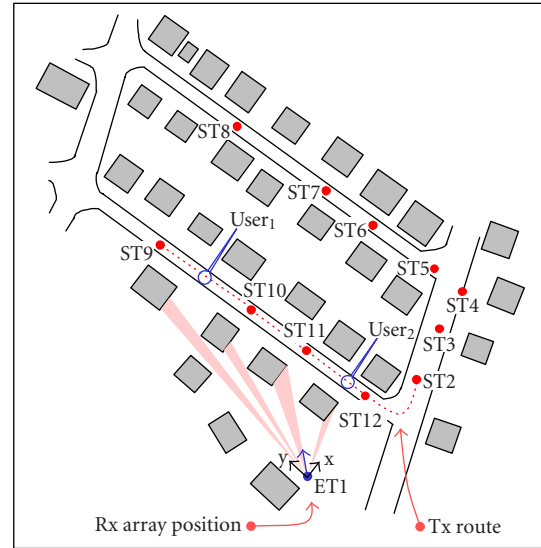 ST8
ST7
User1
ST6
ST9
ST5
ST10
ST4
ST11
User2
ST3
ST2
ST12
y
x
ET1
Rx array position
Tx route